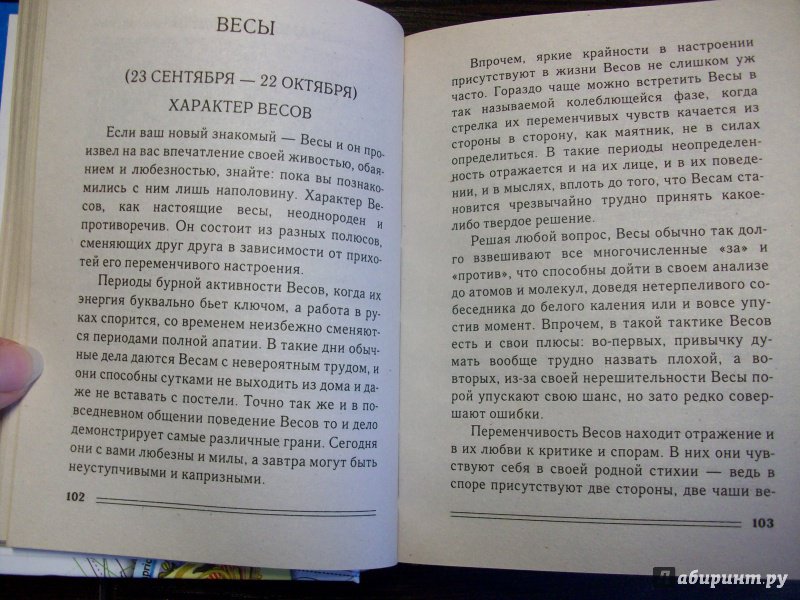 ВЕСЫ
(23 СЕНТЯБРЯ — 22 ОКТЯБРЯ)
ХАРАКТЕР ВЕСОВ
Если ваш новый знакомый — Весы и он про-
извел на вас впечатление своей живостью, обая-
нием и любезностью, знайте: пока вы познако-
мились с ним лишь наполовину. Характер Ве-
сов, как настоящие весы, неоднороден и
противоречив. Он состоит из разных полюсов,
сменяющих друг друга в зависимости от прихо-
тей его переменчивого настроения.
Периоды бурной активности Весов, когда их
энергия буквально бьет ключом, а работа в ру-
ках спорится, со временем неизбежно сменяют-
ся периодами полной апатии. В такие дни обыч-
ные дела даются Весам с невероятным трудом, и
они способны сутками не выходить из дома и да-
же не вставать с постели. Точно так же и в по-
вседневном общении поведение Весов то и дело
демонстрирует самые различные грани. Сегодня
они с вами любезны и милы, а завтра могут быть
неуступчивыми и капризными.
102
Впрочем, яркие крайности в настроении
присутствуют в жизни Весов не слишком уж
часто. Гораздо чаще можно встретить Весы в
так называемой колеблющейся фазе, когда
стрелка их переменчивых чувств качается из
стороны в сторону, как маятник, не в силах
определиться. В такие периоды неопределен-
ность отражается и на их лице, и в их поведе-
нии, и в мыслях, вплоть до того, что Весам ста-
новится чрезвычайно трудно принять какое-
либо твердое решение.
Решая любой вопрос, Весы обычно так дол-
го взвешивают все многочисленные «за» и
«против», что способны дойти в своем анализе
до атомов и молекул, доведя нетерпеливого со-
беседника до белого каления или и вовсе упу-
стив момент. Впрочем, в такой тактике Весов
есть и свои плюсы: во-первых, привычку ду-
мать вообще трудно назвать плохой, а во-
вторых, из-за своей нерешительности Весы по-
рой упускают свою шанс, но зато редко совер-
шают ошибки.
Переменчивость Весов находит отражение и
в их любви к критике и спорам. В них они чув-
ствуют себя в своей родной стихии — ведь в
споре присутствуют две стороны, две чаши ве-
103
абиринт.ру